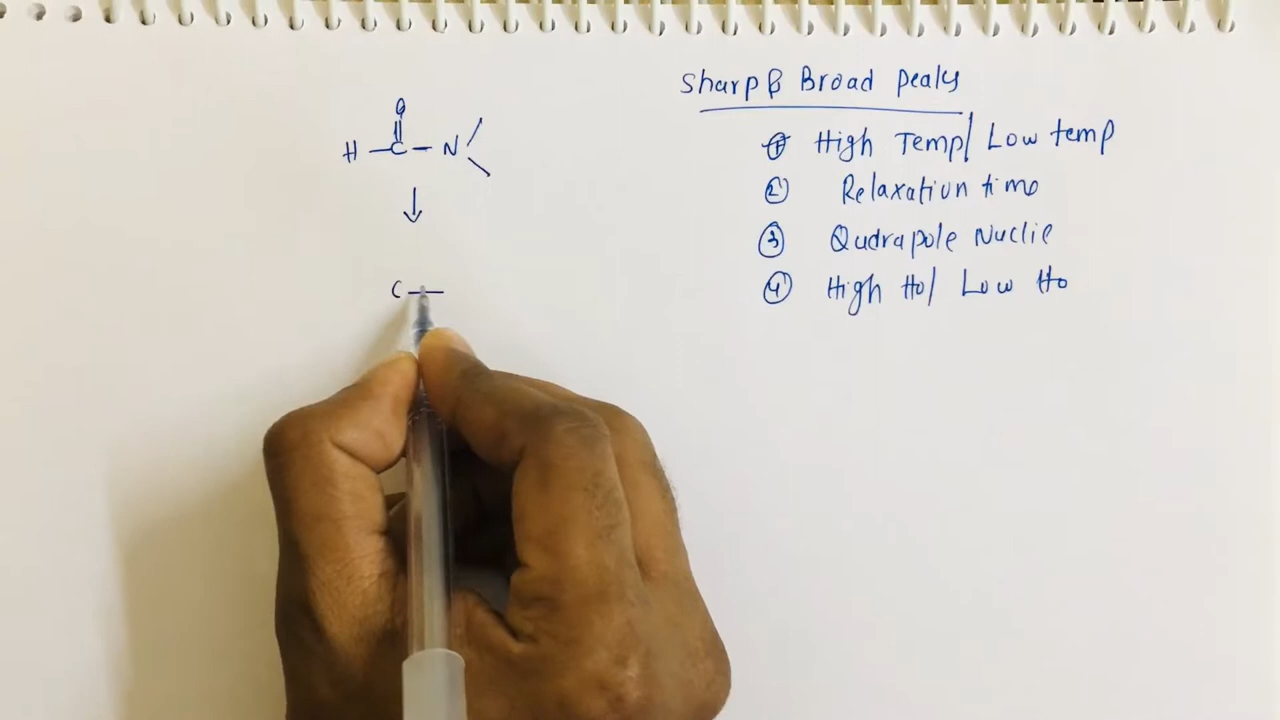 Sharp & Broad Peaks
① High Temp/ Low temp
② Relaxation time
③ Qudrapole Nuclie
④ High Ho/ Low Ho
O
H - C - N
C -